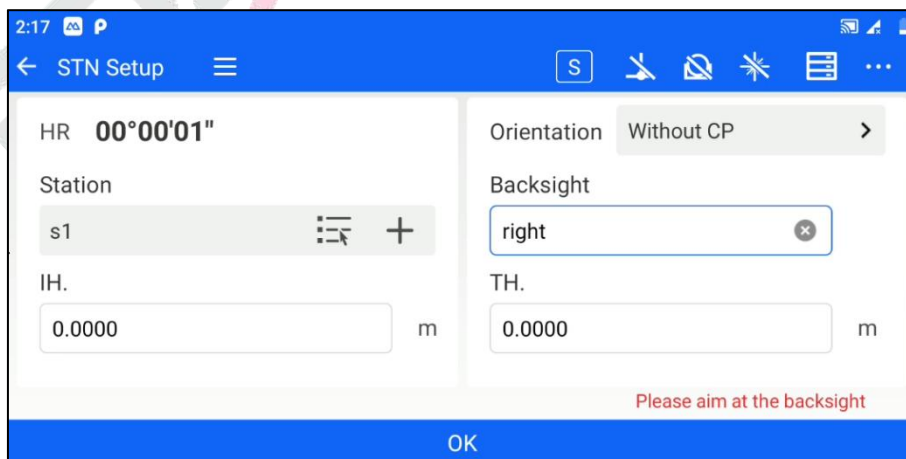 2:17
STN Setup
S
HR 00°00'01"
Station
s1
IH.
0.0000 m
Orientation Without CP
Backsight
right
TH.
0.0000 m
Please aim at the backsight
OK